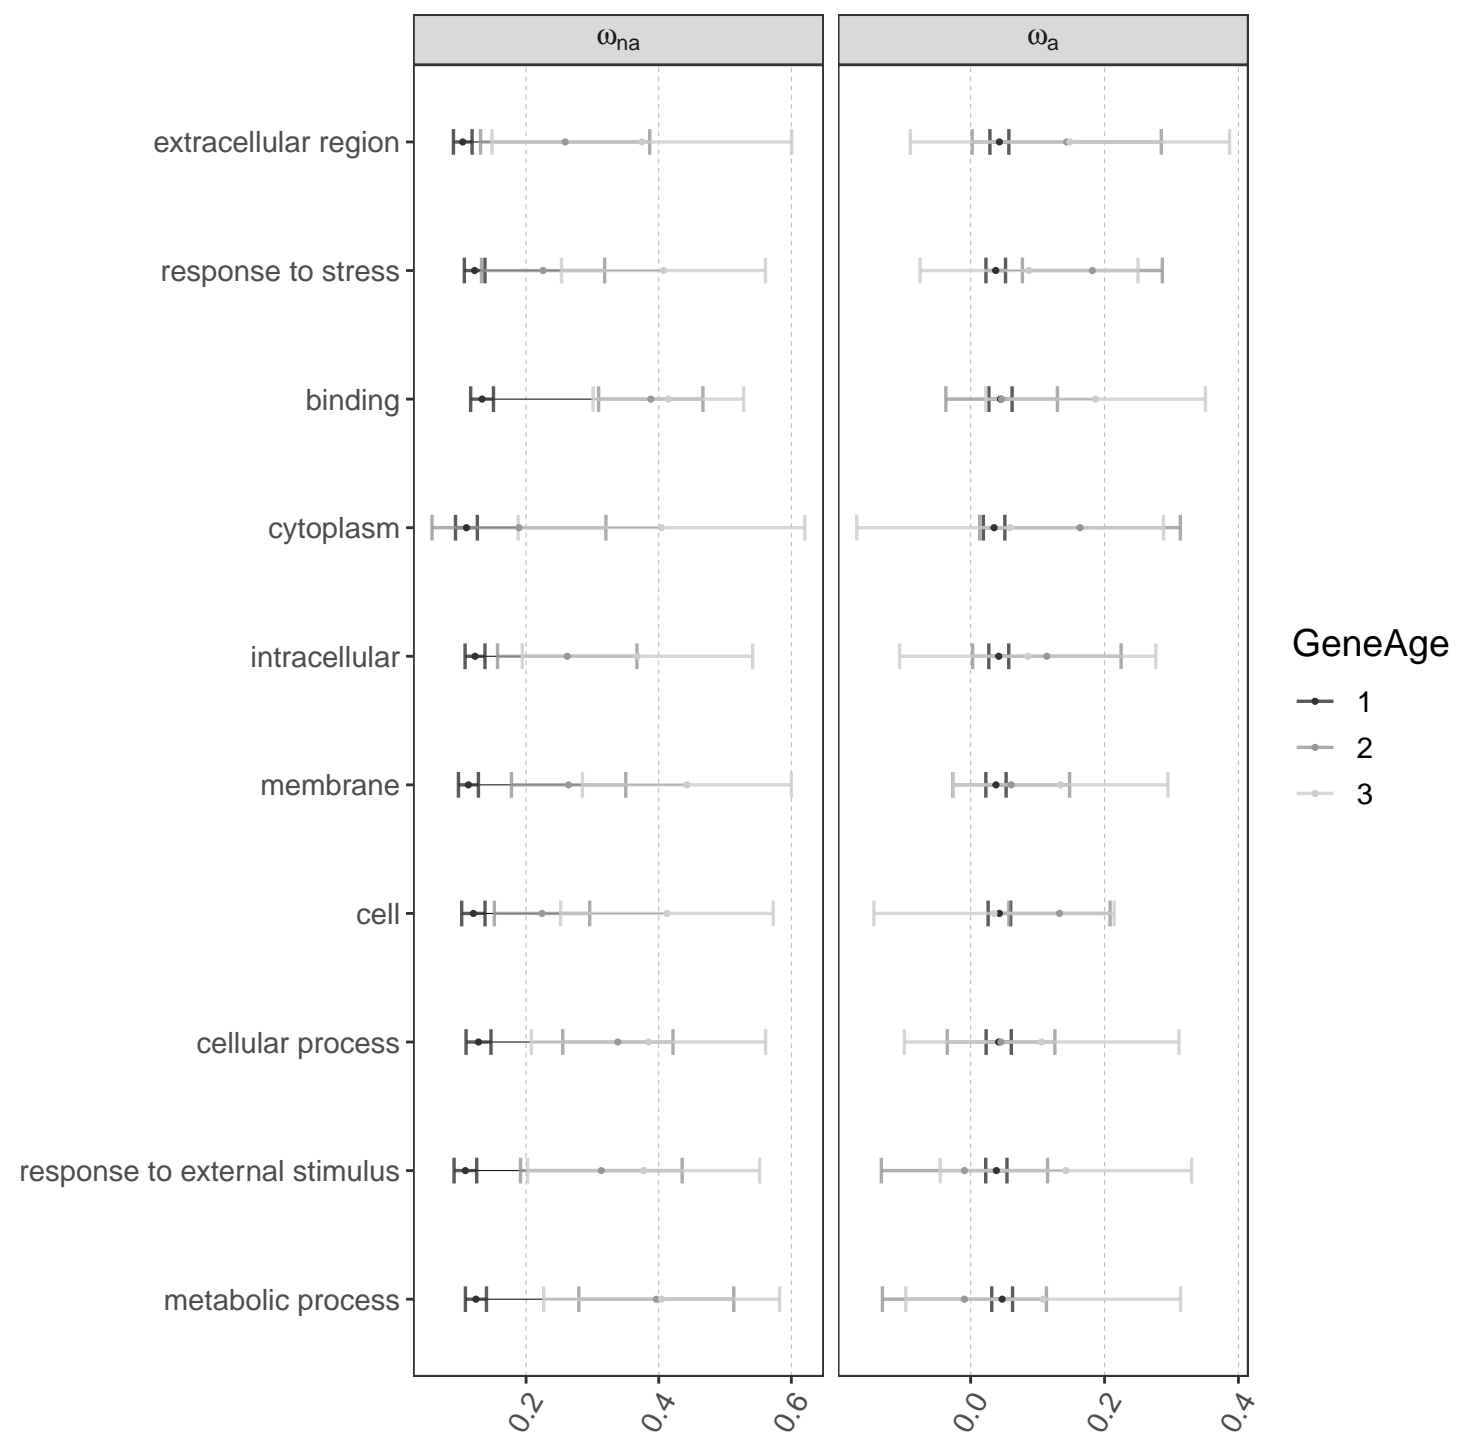 ωna ωa
extracellular region
response to stress
binding
cytoplasm
intracellular
membrane
cell
cellular process
response to external stimulus
metabolic process
0.2 0.4 0.6 0.0 0.2 0.4
GeneAge
1
2
3